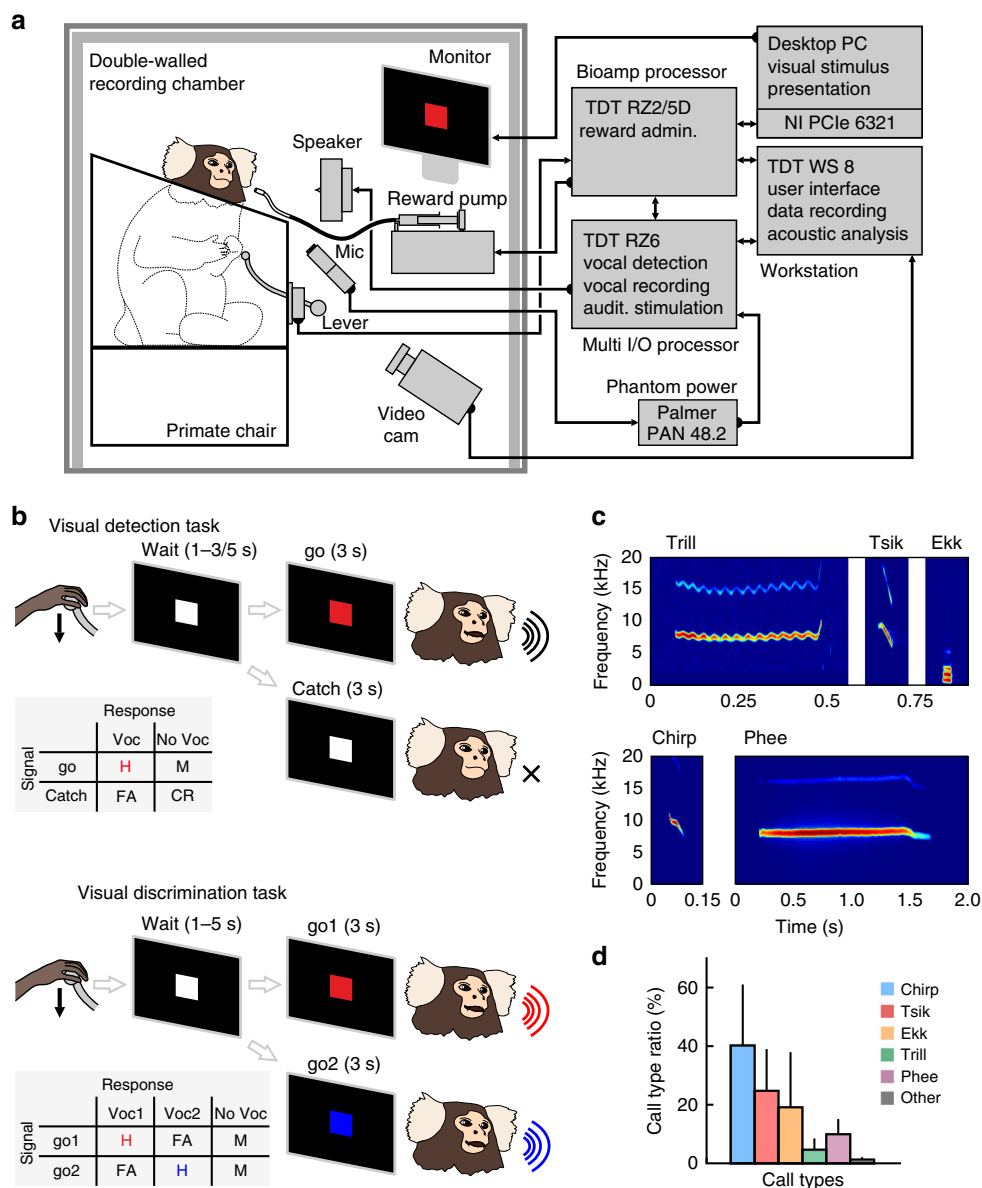 a
Double-walled
recording chamber
Monitor
Speaker
Reward pump
Mic
Lever
Video
cam
Primate chair
Bioamp processor
TDT RZ2/5D
reward admin.
Desktop PC
visual stimulus
presentation
NI PCIe 6321
TDT WS 8
user interface
data recording
acoustic analysis
Workstation
TDT RZ6
vocal detection
vocal recording
audit. stimulation
Multi I/O processor
Phantom power
Palmer
PAN 48.2
b
Visual detection task
Wait (1–3/5 s)
go (3 s)
Catch (3 s)
Response
Signal
Voc No Voc
go H M
Catch FA CR
Visual discrimination task
Wait (1–5 s)
go1 (3 s)
go2 (3 s)
Response
Signal
Voc1 Voc2 No Voc
go1 H FA M
go2 FA H M
c
Trill Tsik Ekk
Frequency (kHz)
20
15
10
5
0
0 0.25 0.5 0.75
Chirp Phee
Frequency (kHz)
20
15
10
5
0
0 0.15 0.5 1.0 1.5 2.0
Time (s)
d
Call type ratio (%)
60
40
20
0
Call types
Chirp
Tsik
Ekk
Trill
Phee
Other